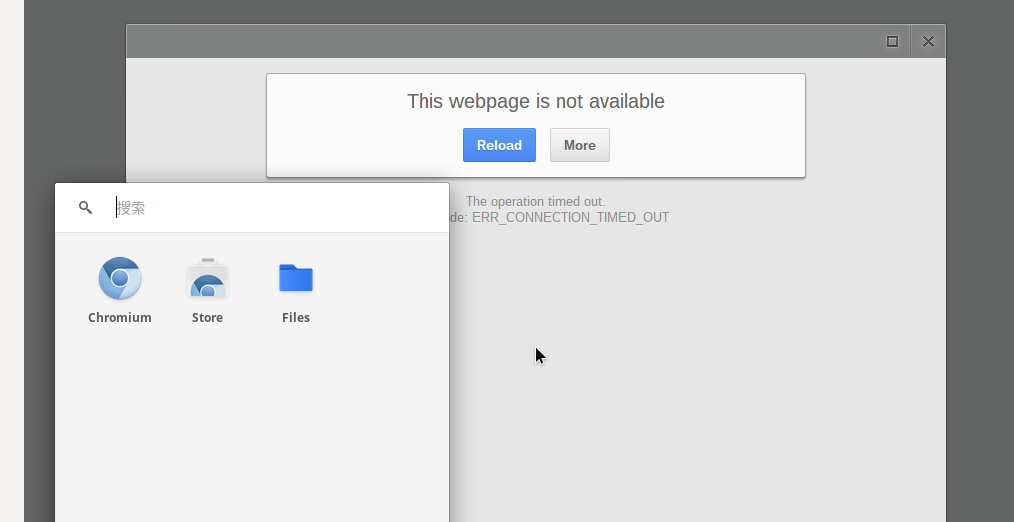 This webpage is not available
Reload
More
The operation timed out.
de: ERR_CONNECTION_TIMED_OUT
搜索
Chromium
Store
Files